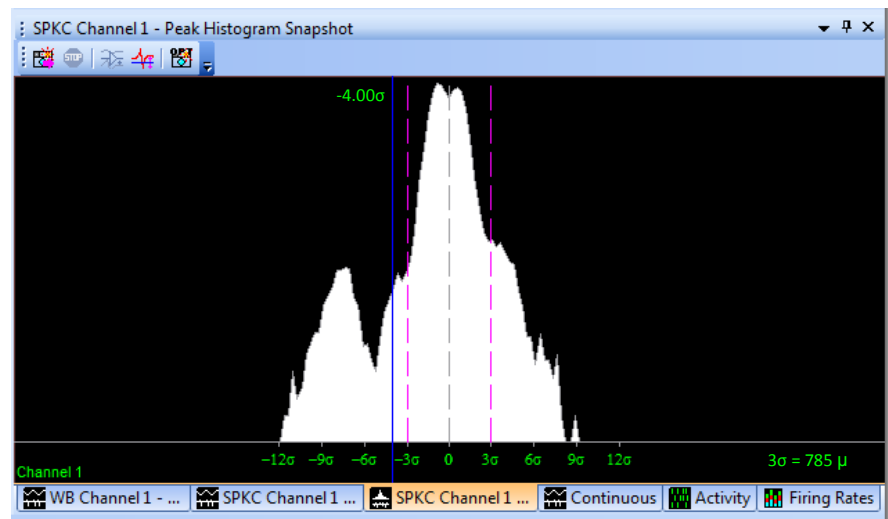 SPKC Channel 1 - Peak Histogram Snapshot
STOP
OPT
-4.00σ
−12σ −9σ −6σ −3σ 0 3σ 6σ 9σ 12σ
Channel 1
3σ = 785 µ
WB Channel 1 - ... SPKC Channel 1 ... SPKC Channel 1 ... Continuous Activity Firing Rates